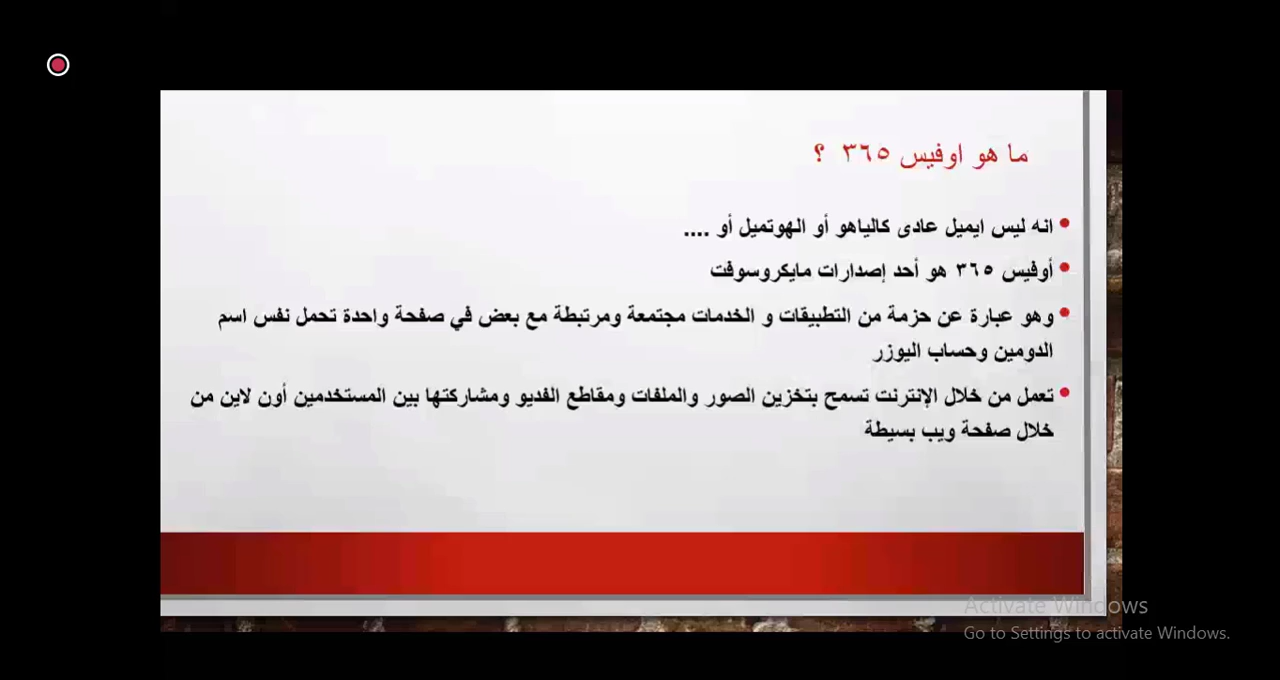 ما هو اوفيس ٣٦٥ ؟
• انه ليس ايميل عادى كالياهو أو الهوتميل أو ....
• أوفيس ٣٦٥ هو أحد إصدارات مايكروسوفت
• وهو عبارة عن حزمة من التطبيقات و الخدمات مجتمعة ومرتبطة مع بعض في صفحة واحدة تحمل نفس اسم
الدومين وحساب اليوزر
• تعمل من خلال الإنترنت تسمح بتخزين الصور والملفات ومقاطع الفديو ومشاركتها بين المستخدمين أون لاين من
خلال صفحة ويب بسيطة
Activate Windows
Go to Settings to activate Windows.